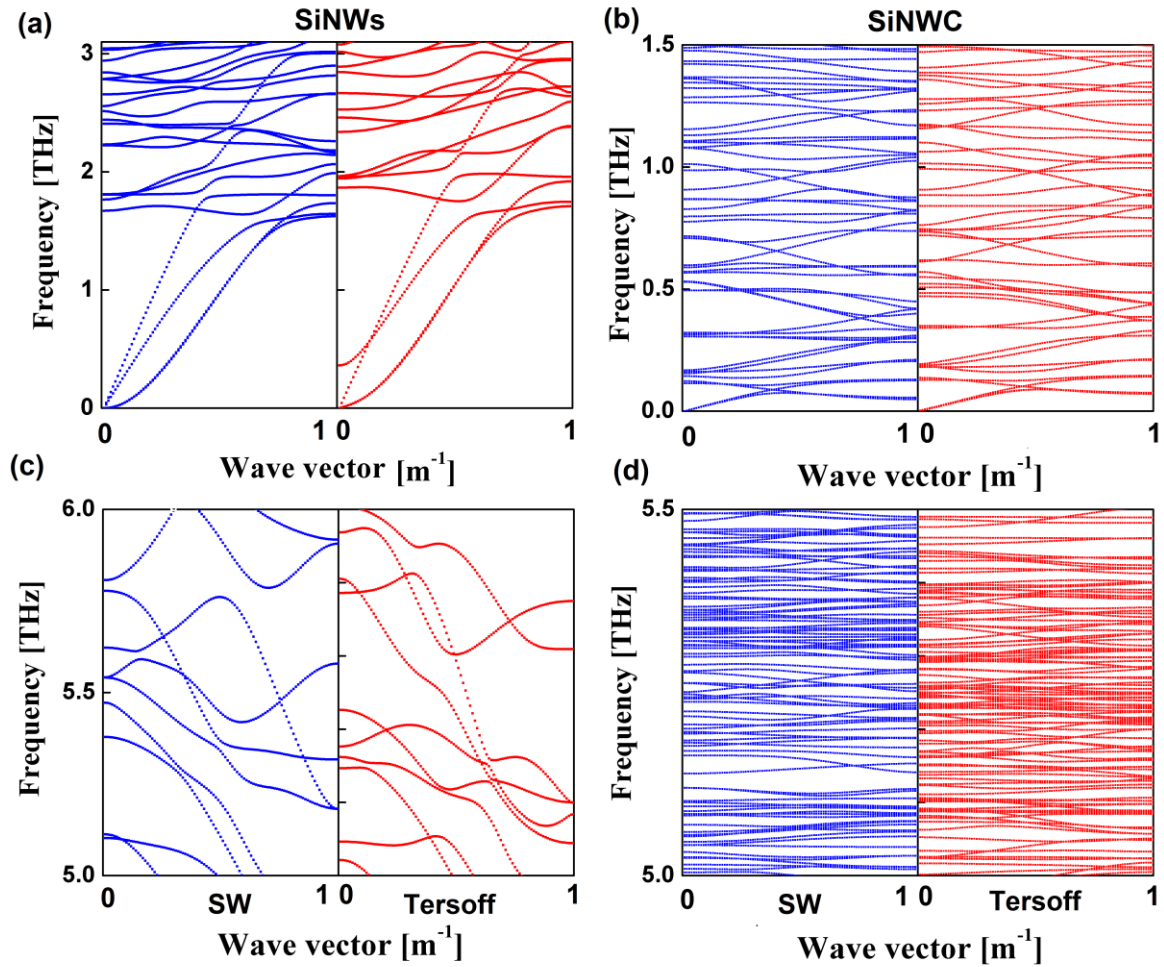 (a) SiNWs
3
2
1
0
Frequency [THz]
0 1 0 1
Wave vector [m⁻¹]
(b) SiNWC
1.5
1.0
0.5
0.0
Frequency [THz]
0 1 0 1
Wave vector [m⁻¹]
(c)
6.0
5.5
5.0
Frequency [THz]
0 1 0 1
SW Tersoff
Wave vector [m⁻¹]
(d)
5.5
5.0
Frequency [THz]
0 1 0 1
SW Tersoff
Wave vector [m⁻¹]